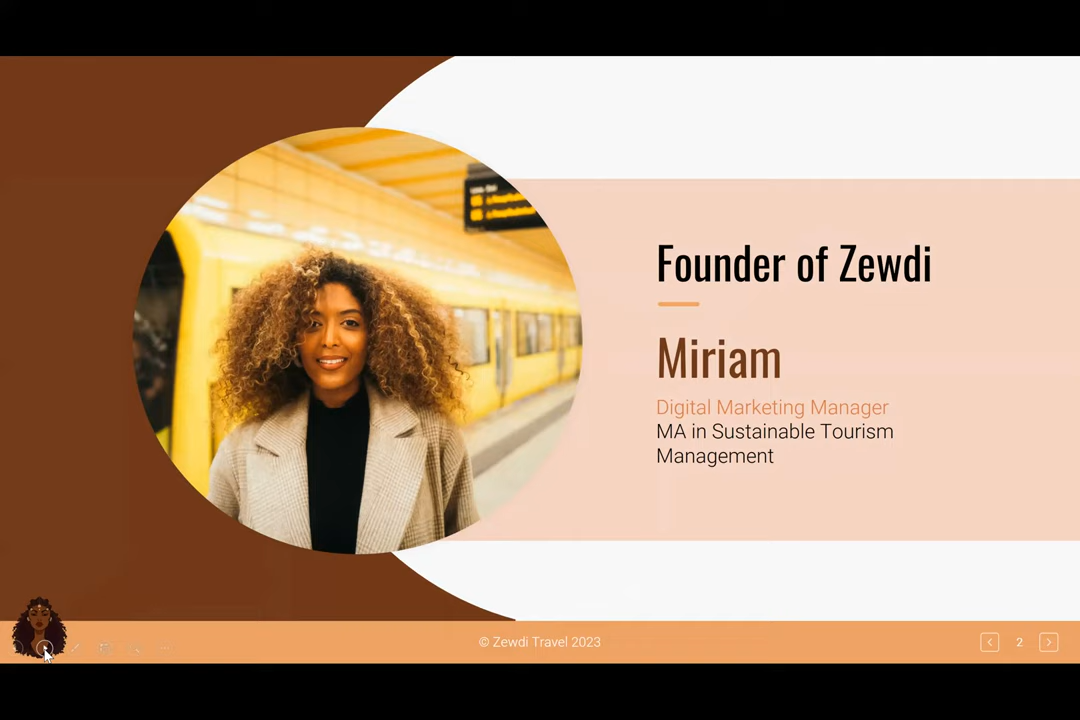 Founder of Zewdi
Miriam
Digital Marketing Manager
MA in Sustainable Tourism
Management
© Zewdi Travel 2023
2